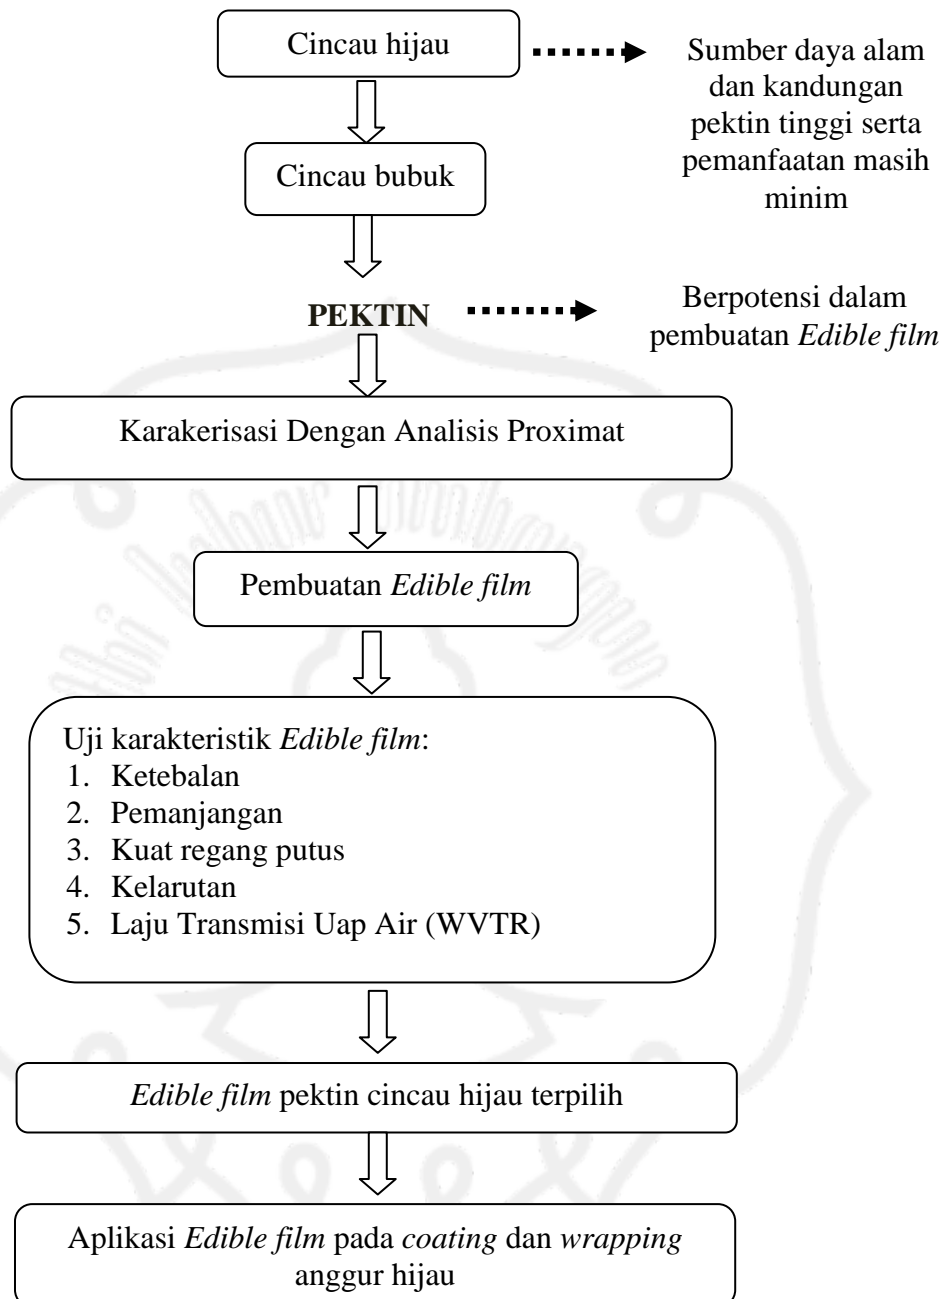 Cincau hijau
Sumber daya alam
dan kandungan
pektin tinggi serta
pemanfaatan masih
minim
Cincau bubuk
PEKTIN
Berpotensi dalam
pembuatan Edible film
Karakerisasi Dengan Analisis Proximat
Pembuatan Edible film
Uji karakteristik Edible film:
1. Ketebalan
2. Pemanjangan
3. Kuat regang putus
4. Kelarutan
5. Laju Transmisi Uap Air (WVTR)
Edible film pektin cincau hijau terpilih
Aplikasi Edible film pada coating dan wrapping
anggur hijau